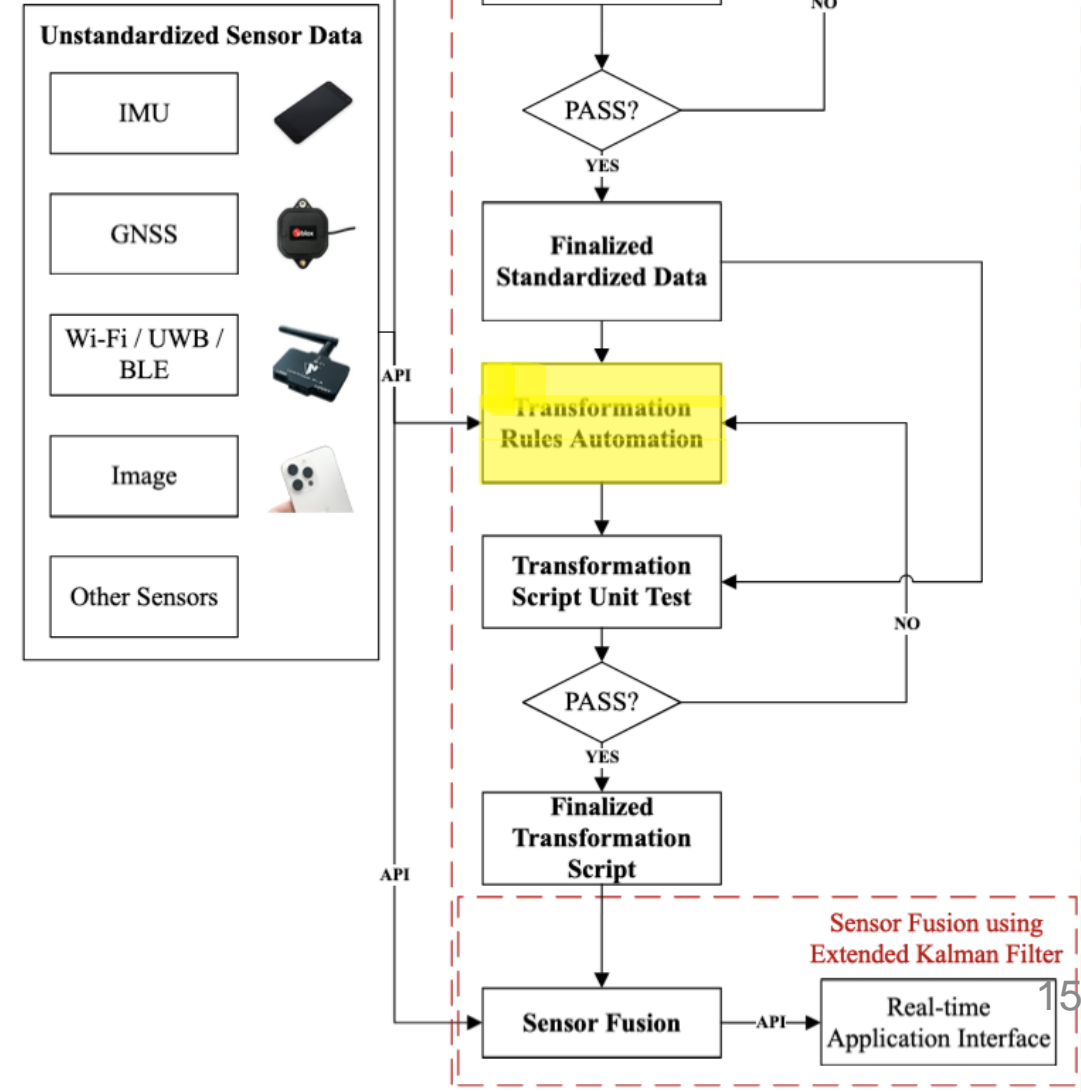 Unstandardized Sensor Data
IMU
GNSS
Wi-Fi / UWB /
BLE
Image
Other Sensors
API
API
NO
PASS?
YES
Finalized
Standardized Data
Transformation
Rules Automation
Transformation
Script Unit Test
NO
PASS?
YES
Finalized
Transformation
Script
Sensor Fusion using
Extended Kalman Filter
Sensor Fusion
API
Real-time
Application Interface
15